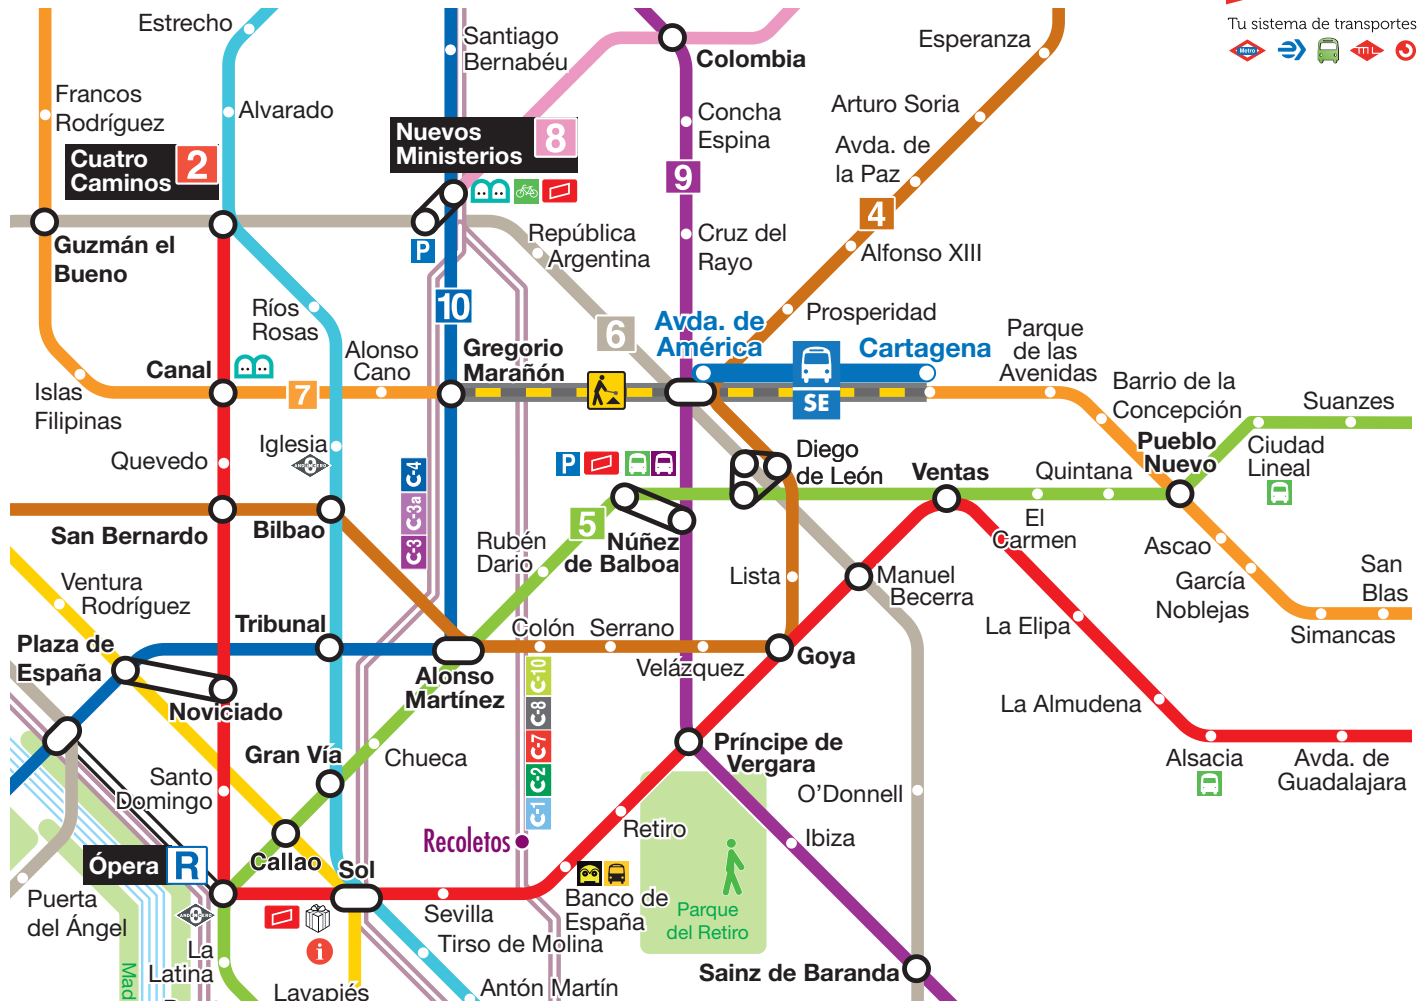 Tu sistema de transportes
Metro
ML
Estrecho
Santiago
Bernabéu
Colombia
Esperanza
Francos
Rodríguez
Alvarado
Concha
Espina
Arturo Soria
Nuevos
Ministerios
8
Avda. de
la Paz
Cuatro
Caminos
2
9
4
P
Guzmán el
Bueno
República
Argentina
Cruz del
Rayo
Alfonso XIII
Ríos
Rosas
10
6
Avda. de
América
Prosperidad
Cartagena
SE
Parque
de las
Avenidas
Canal
Alonso
Cano
Gregorio
Marañón
7
Islas
Filipinas
Barrio de la
Concepción
Suanzes
Pueblo
Nuevo
Ciudad
Lineal
Iglesia
Quevedo
C-4
C-3a
C-3
P
Diego
de León
Ventas
Quintana
El
Carmen
San Bernardo
Bilbao
5
Rubén
Dario
Núñez
de Balboa
Lista
Manuel
Becerra
Ascao
García
Noblejas
San
Blas
Simancas
Ventura
Rodríguez
Tribunal
Plaza de
España
Colón
Serrano
Velázquez
Goya
La Elipa
Alonso
Martínez
Noviciado
C-10
C-8
C-7
C-2
C-1
La Almudena
Gran Vía
Chueca
Príncipe de
Vergara
Alsacia
Avda. de
Guadalajara
Santo
Domingo
O'Donnell
Recoletos
Retiro
Ibiza
Ópera
R
Callao
Sol
Puerta
del Ángel
Sevilla
Banco de
España
Parque
del Retiro
i
Tirso de Molina
La
Latina
Mad
Sainz de Baranda
Antón Martín
Lavapiés